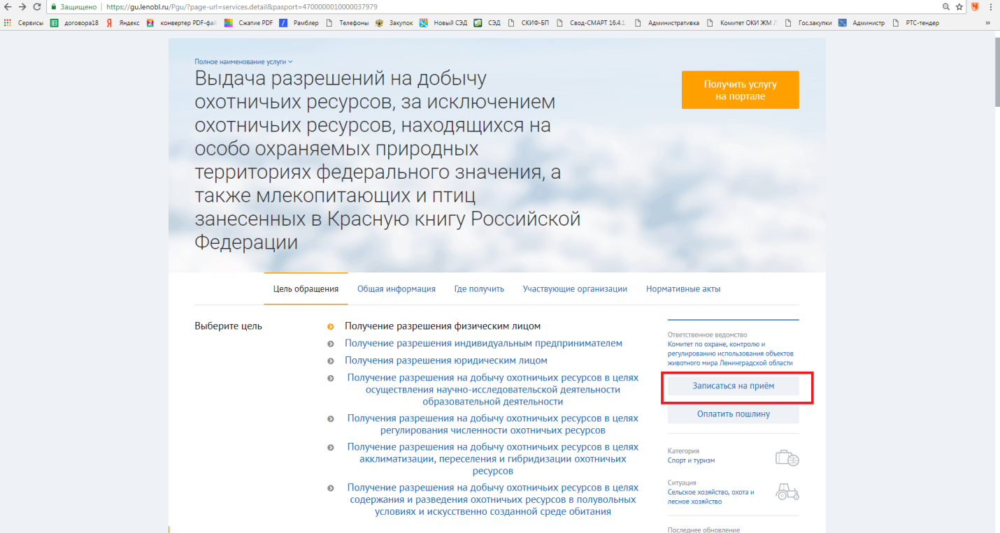 Защищено https://gu.lenobl.ru/Pgu/?page-url=services.detail&pasport=4700000010000037979
Сервисы договора18 Яндекс конвертер PDF-фай Сжатие PDF Рамблер Телефоны Закупок Новый СЭД СЭД СКИФ-БП Свод-СМАРТ 16.4.1 Административка Комитет ОКИ ЖМ Л Гос.закупки Администр РТС-тендер »
Полное наименование услуги
Выдача разрешений на добычу
охотничьих ресурсов, за исключением
охотничьих ресурсов, находящихся на
особо охраняемых природных
территориях федерального значения, а
также млекопитающих и птиц
занесенных в Красную книгу Российской
Федерации
Получить услугу
на портале
Цель обращения Общая информация Где получить Участвующие организации Нормативные акты
Выберите цель
Получение разрешения физическим лицом
Получение разрешения индивидуальным предпринимателем
Получения разрешения юридическим лицом
Получение разрешения на добычу охотничьих ресурсов в целях
осуществления научно-исследовательской деятельности
образовательной деятельности
Получения разрешения на добычу охотничьих ресурсов в целях
регулирования численности охотничьих ресурсов
Получение разрешения на добычу охотничьих ресурсов в целях
акклиматизации, переселения и гибридизации охотничьих
ресурсов
Получение разрешения на добычу охотничьих ресурсов в целях
содержания и разведения охотничьих ресурсов в полувольных
условиях и искусственно созданной среде обитания
Ответственное ведомство
Комитет по охране, контролю и
регулированию использования объектов
животного мира Ленинградской области
Записаться на приём
Оплатить пошлину
Категория
Спорт и туризм
Ситуация
Сельское хозяйство, охота и
лесное хозяйство
Последнее обновление